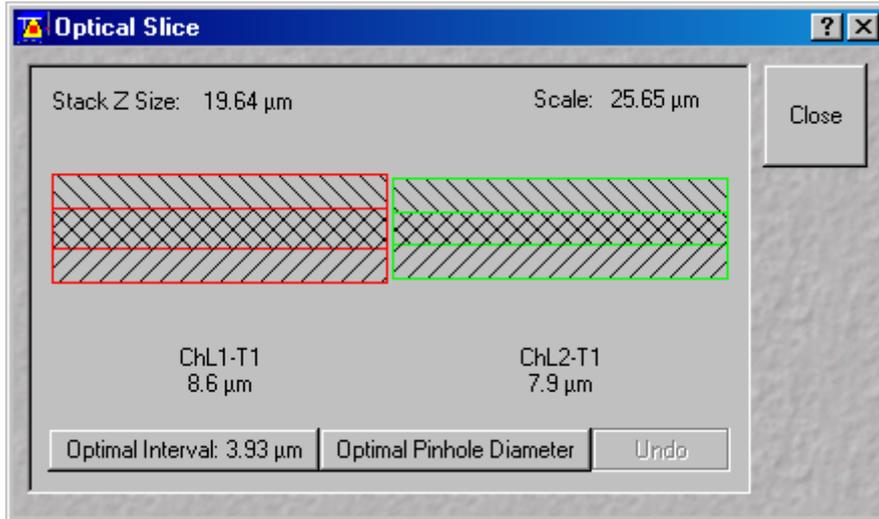 Optical Slice
Stack Z Size: 19.64 µm Scale: 25.65 µm
Close
ChL1-T1 ChL2-T1
8.6 µm 7.9 µm
Optimal Interval: 3.93 µm Optimal Pinhole Diameter Undo